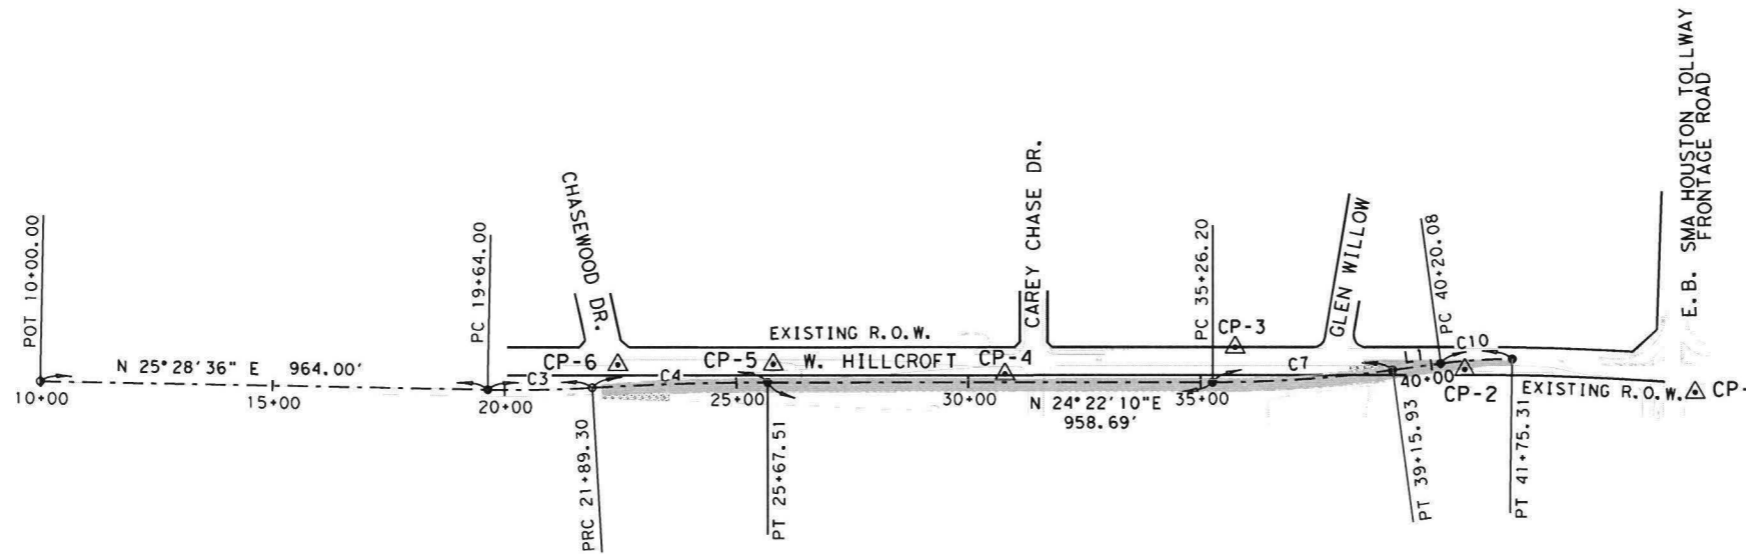 E.B. SMA HOUSTON TOLLWAY
FRONTAGE ROAD
CHASEWOOD DR.
CAREY CHASE DR.
GLEN WILLOW
POT 10+00.00
PC 19+64.00
PC 35+26.20
PC 40+20.08
EXISTING R.O.W.
CP-3
CP-6
CP-5
W. HILLCROFT
CP-4
C7
L1
C10
N 25°28'36" E 964.00'
C3
C4
10+00
15+00
20+00
25+00
30+00
N 24°22'10"E
958.69'
35+00
40+00
CP-2
EXISTING R.O.W.
CP-
PRC 21+89.30
PT 25+67.51
PT 39+15.93
PT 41+75.31